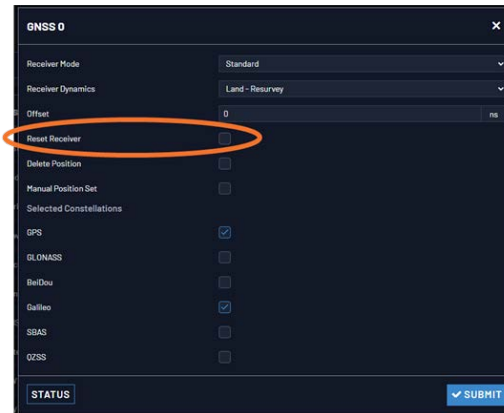 GNSS 0
Receiver Mode Standard
Receiver Dynamics Land - Resurvey
Offset 0 ns
Reset Receiver
Delete Position
Manual Position Set
Selected Constellations
GPS
GLONASS
BeiDou
Galileo
SBAS
QZSS
STATUS SUBMIT